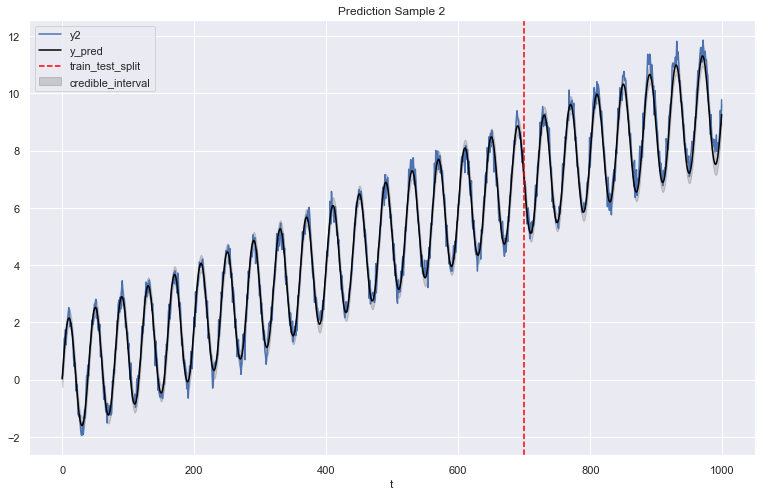 Prediction Sample 2
y2
y_pred
train_test_split
credible_interval
12
10
8
6
4
2
0
−2
0 200 400 600 800 1000
t